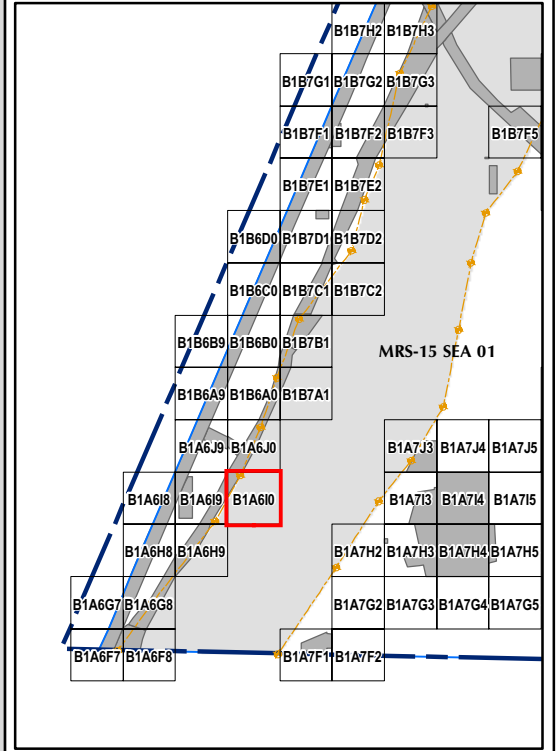 B1B7H2 B1B7H3
B1B7G1 B1B7G2 B1B7G3
B1B7F1 B1B7F2 B1B7F3 B1B7F5
B1B7E1 B1B7E2
B1B6D0 B1B7D1 B1B7D2
B1B6C0 B1B7C1 B1B7C2
B1B6B9 B1B6B0 B1B7B1
MRS-15 SEA 01
B1B6A9 B1B6A0 B1B7A1
B1A6J9 B1A6J0 B1A7J3 B1A7J4 B1A7J5
B1A6I8 B1A6I9 B1A6I0 B1A7I3 B1A7I4 B1A7I5
B1A6H8 B1A6H9 B1A7H2 B1A7H3 B1A7H4 B1A7H5
B1A6G7 B1A6G8 B1A7G2 B1A7G3 B1A7G4 B1A7G5
B1A6F7 B1A6F8 B1A7F1 B1A7F2